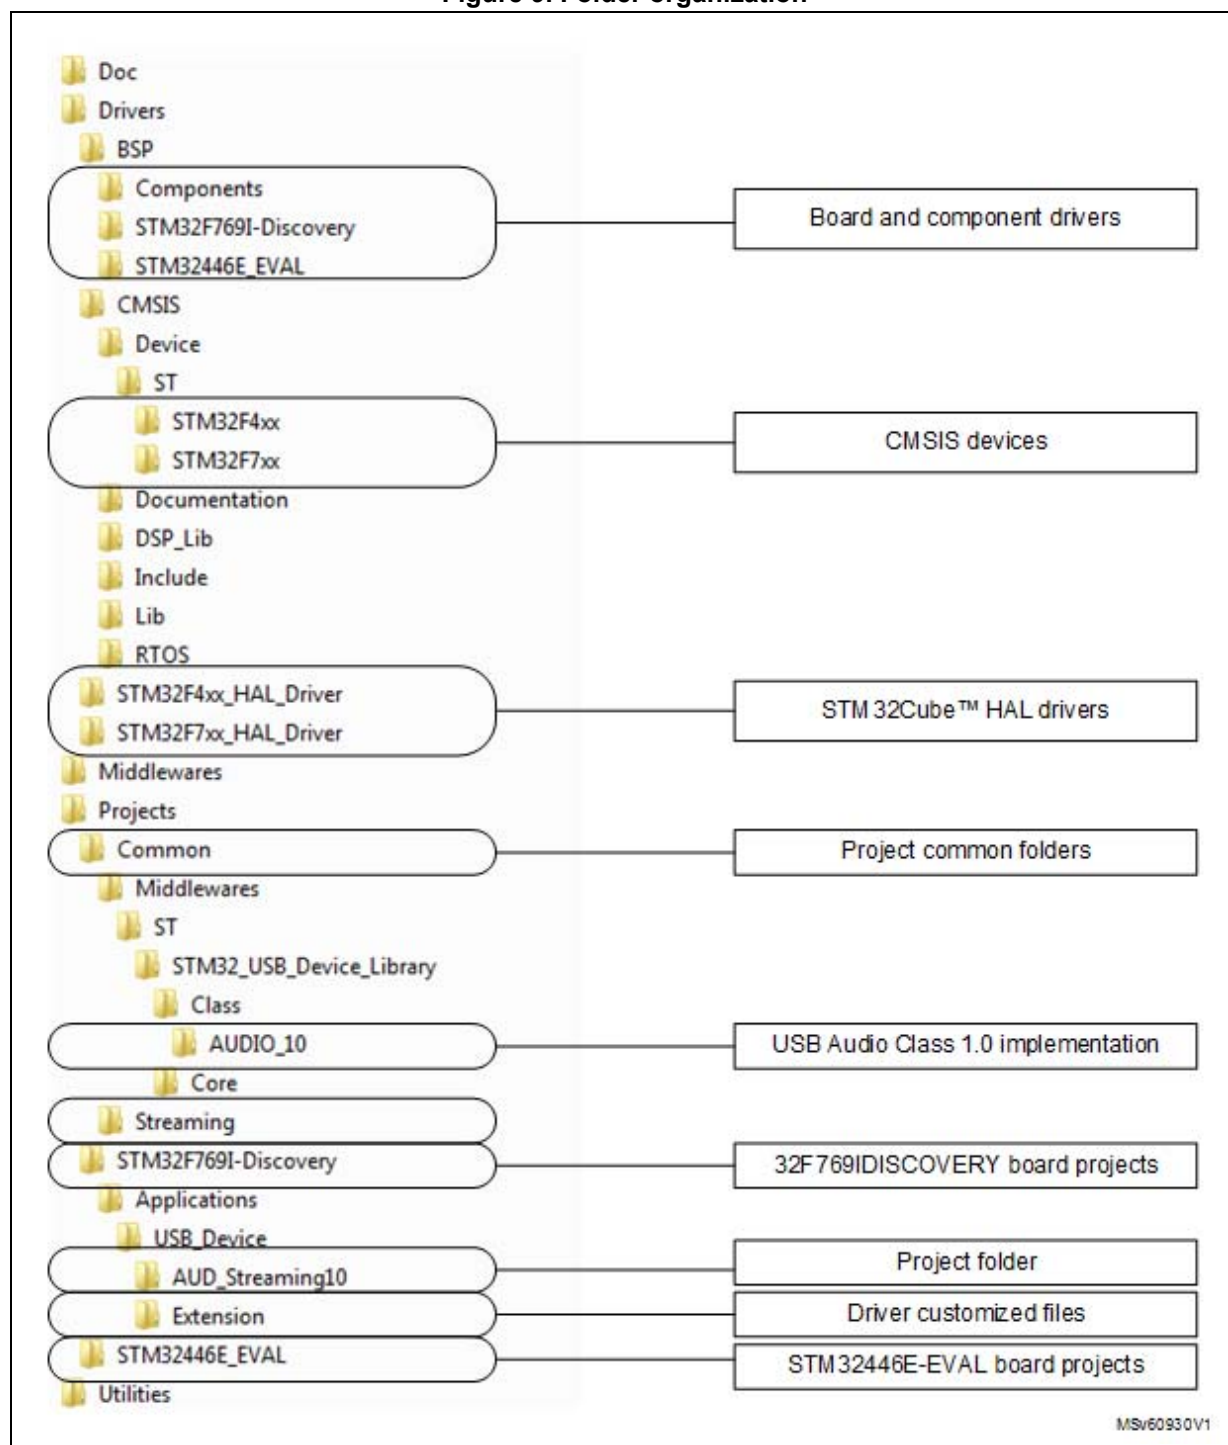 Doc
Drivers
BSP
Components
STM32F769I-Discovery
Board and component drivers
STM32446E_EVAL
CMSIS
Device
ST
STM32F4xx
CMSIS devices
STM32F7xx
Documentation
DSP_Lib
Include
Lib
RTOS
STM32F4xx_HAL_Driver
STM32Cube™ HAL drivers
STM32F7xx_HAL_Driver
Middlewares
Projects
Common
Project common folders
Middlewares
ST
STM32_USB_Device_Library
Class
AUDIO_10
USB Audio Class 1.0 implementation
Core
Streaming
STM32F769I-Discovery
32F769IDISCOVERY board projects
Applications
USB_Device
AUD_Streaming10
Project folder
Extension
Driver customized files
STM32446E_EVAL
STM32446E-EVAL board projects
Utilities
MSv60930V1